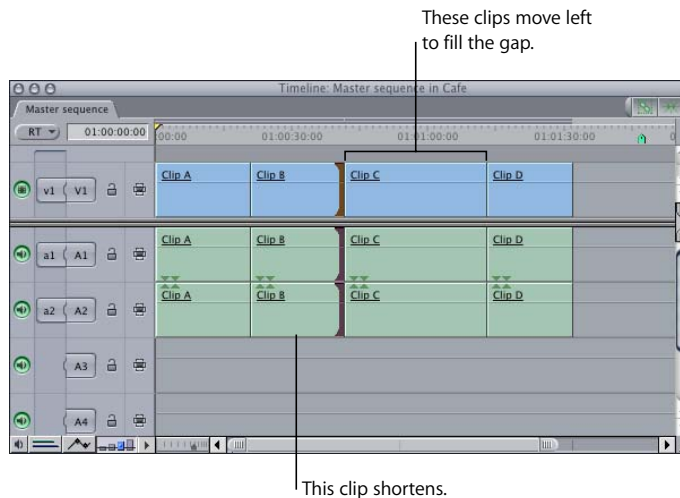 These clips move left
to fill the gap.
Timeline: Master sequence in Cafe
Master sequence
RT 01:00:00:00 :00:00 01:00:30:00 01:01:00:00 01:01:30:00 0
v1 V1 Clip A Clip B Clip C Clip D
a1 A1 Clip A Clip B Clip C Clip D
a2 A2 Clip A Clip B Clip C Clip D
A3
A4
This clip shortens.